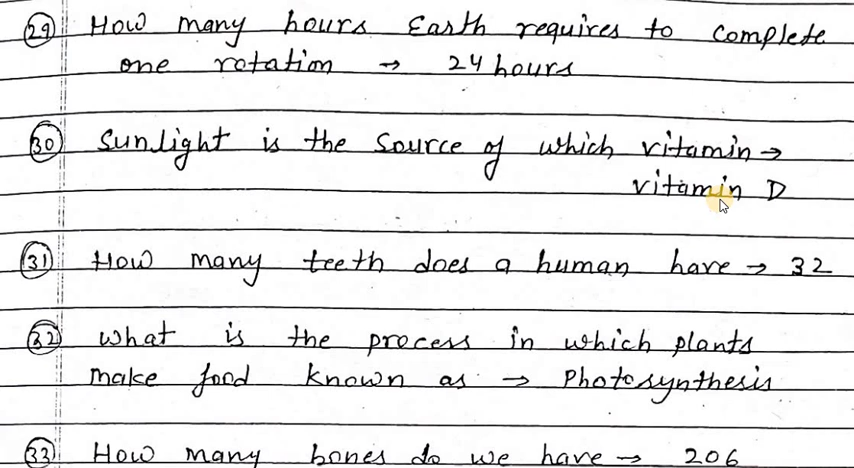 29 How many hours Earth requires to complete
one rotation → 24 hours
30 Sunlight is the source of which vitamin →
vitamin D
31 How many teeth does a human have → 32
32 what is the process in which plants
make food known as → Photosynthesis
33 How many bones do we have → 206